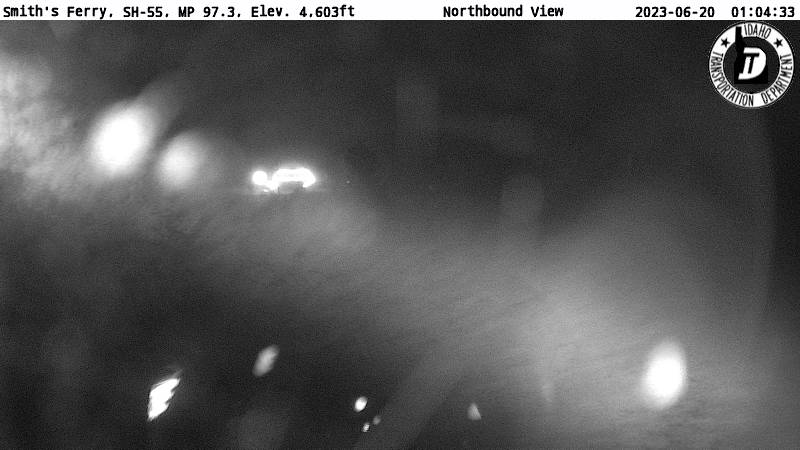 Smith's Ferry, SH-55, MP 97.3, Elev. 4,603ft Northbound View 2023-06-20 01:04:33
IDAHO
TRANSPORTATION DEPARTMENT